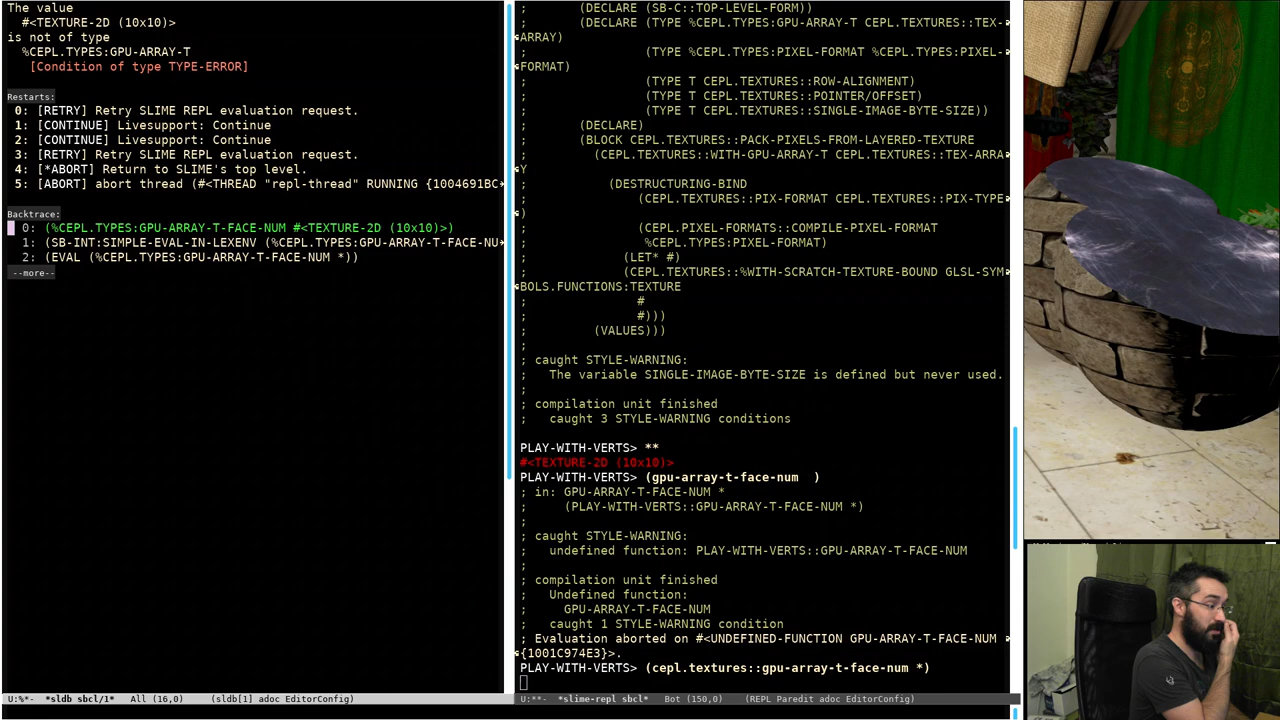 The value
#<TEXTURE-2D (10x10)>
is not of type
%CEPL.TYPES:GPU-ARRAY-T
[Condition of type TYPE-ERROR]
Restarts:
0: [RETRY] Retry SLIME REPL evaluation request.
1: [CONTINUE] Livesupport: Continue
2: [CONTINUE] Livesupport: Continue
3: [RETRY] Retry SLIME REPL evaluation request.
4: [*ABORT] Return to SLIME's top level.
5: [ABORT] abort thread (#<THREAD "repl-thread" RUNNING {1004691BC
Backtrace:
0: (%CEPL.TYPES:GPU-ARRAY-T-FACE-NUM #<TEXTURE-2D (10x10)>)
1: (SB-INT:SIMPLE-EVAL-IN-LEXENV (%CEPL.TYPES:GPU-ARRAY-T-FACE-NU
2: (EVAL (%CEPL.TYPES:GPU-ARRAY-T-FACE-NUM *))
--more--
U:%*- *sldb sbcl/1* All (16,0) (sldb[1] adoc EditorConfig)
; (DECLARE (SB-C::TOP-LEVEL-FORM))
; (DECLARE (TYPE %CEPL.TYPES:GPU-ARRAY-T CEPL.TEXTURES::TEX-
ARRAY)
; (TYPE %CEPL.TYPES:PIXEL-FORMAT %CEPL.TYPES:PIXEL-
FORMAT)
; (TYPE T CEPL.TEXTURES::ROW-ALIGNMENT)
; (TYPE T CEPL.TEXTURES::POINTER/OFFSET)
; (TYPE T CEPL.TEXTURES::SINGLE-IMAGE-BYTE-SIZE))
; (DECLARE)
; (BLOCK CEPL.TEXTURES::PACK-PIXELS-FROM-LAYERED-TEXTURE
; (CEPL.TEXTURES::WITH-GPU-ARRAY-T CEPL.TEXTURES::TEX-ARRA
Y
; (DESTRUCTURING-BIND
; (CEPL.TEXTURES::PIX-FORMAT CEPL.TEXTURES::PIX-TYPE
)
; (CEPL.PIXEL-FORMATS::COMPILE-PIXEL-FORMAT
; %CEPL.TYPES:PIXEL-FORMAT)
; (LET* #)
; (CEPL.TEXTURES::%WITH-SCRATCH-TEXTURE-BOUND GLSL-SYM
BOLS.FUNCTIONS:TEXTURE
; #
; #)))
; (VALUES)))
;
; caught STYLE-WARNING:
; The variable SINGLE-IMAGE-BYTE-SIZE is defined but never used.
;
; compilation unit finished
; caught 3 STYLE-WARNING conditions
PLAY-WITH-VERTS> **
#<TEXTURE-2D (10x10)>
PLAY-WITH-VERTS> (gpu-array-t-face-num )
; in: GPU-ARRAY-T-FACE-NUM *
; (PLAY-WITH-VERTS::GPU-ARRAY-T-FACE-NUM *)
;
; caught STYLE-WARNING:
; undefined function: PLAY-WITH-VERTS::GPU-ARRAY-T-FACE-NUM
;
; compilation unit finished
; Undefined function:
; GPU-ARRAY-T-FACE-NUM
; caught 1 STYLE-WARNING condition
; Evaluation aborted on #<UNDEFINED-FUNCTION GPU-ARRAY-T-FACE-NUM
{1001C974E3}>.
PLAY-WITH-VERTS> (cepl.textures::gpu-array-t-face-num *)
U:**- *slime-repl sbcl* Bot (150,0) (REPL Paredit adoc EditorConfig)